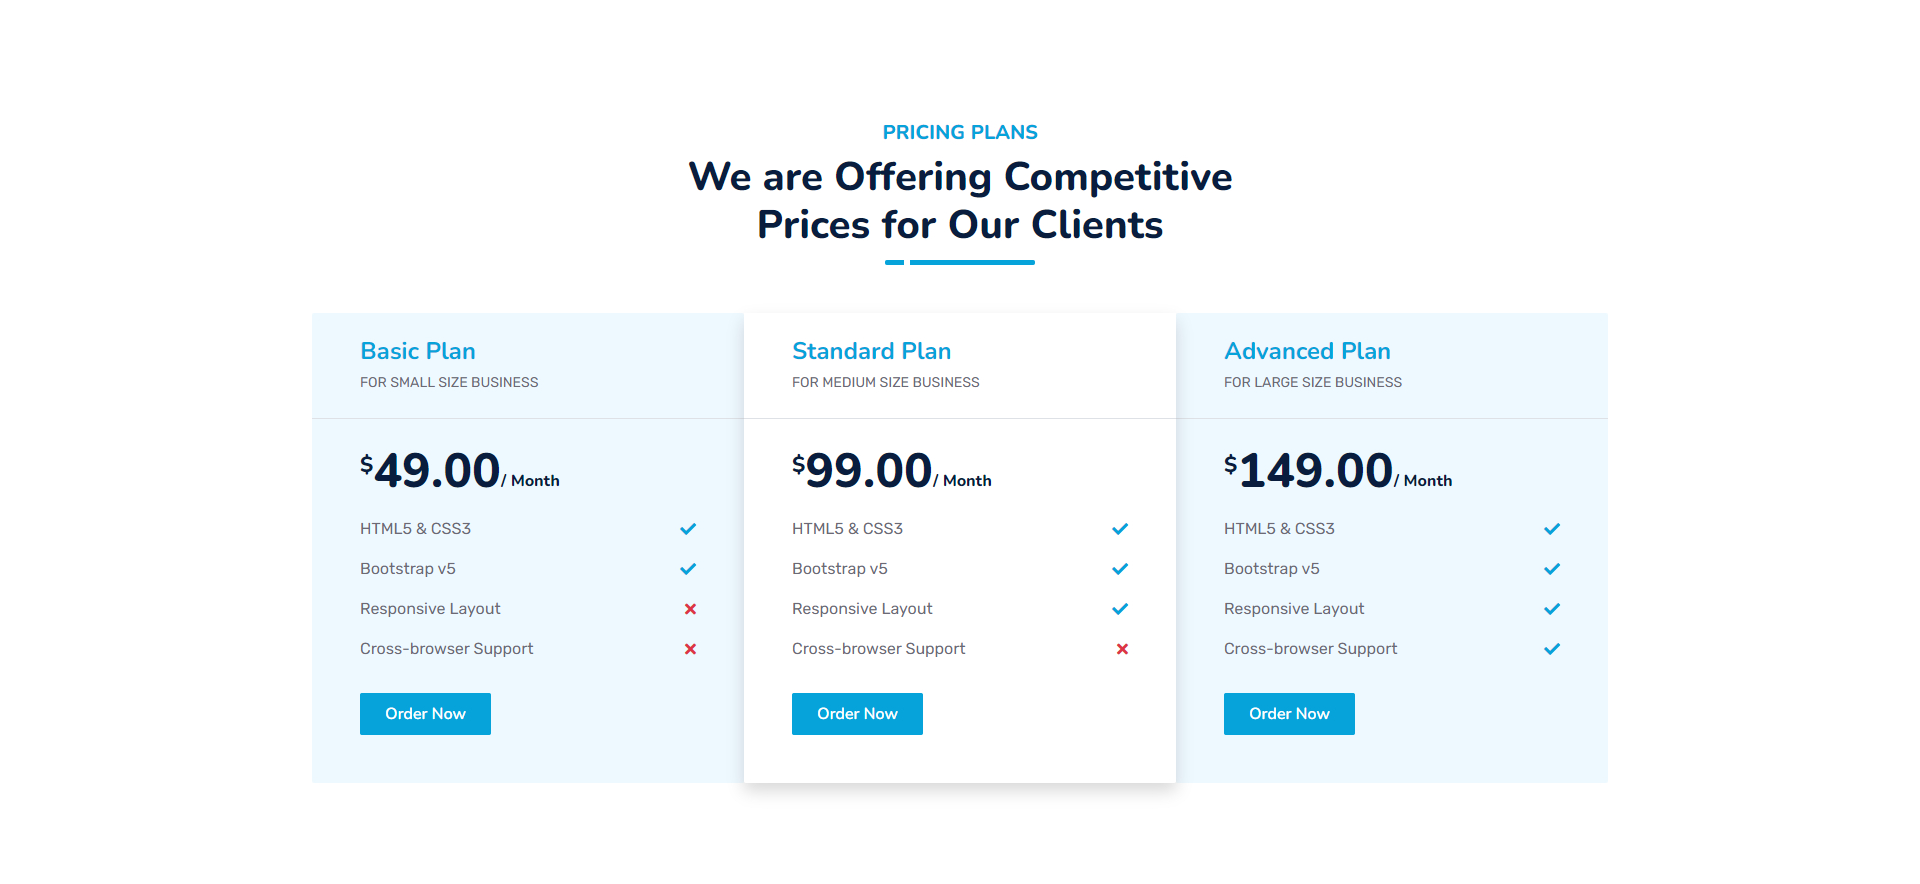 PRICING PLANS
We are Offering Competitive
Prices for Our Clients
Basic Plan
FOR SMALL SIZE BUSINESS
$49.00/ Month
HTML5 & CSS3
Bootstrap v5
Responsive Layout
Cross-browser Support
Order Now
Standard Plan
FOR MEDIUM SIZE BUSINESS
$99.00/ Month
HTML5 & CSS3
Bootstrap v5
Responsive Layout
Cross-browser Support
Order Now
Advanced Plan
FOR LARGE SIZE BUSINESS
$149.00/ Month
HTML5 & CSS3
Bootstrap v5
Responsive Layout
Cross-browser Support
Order Now